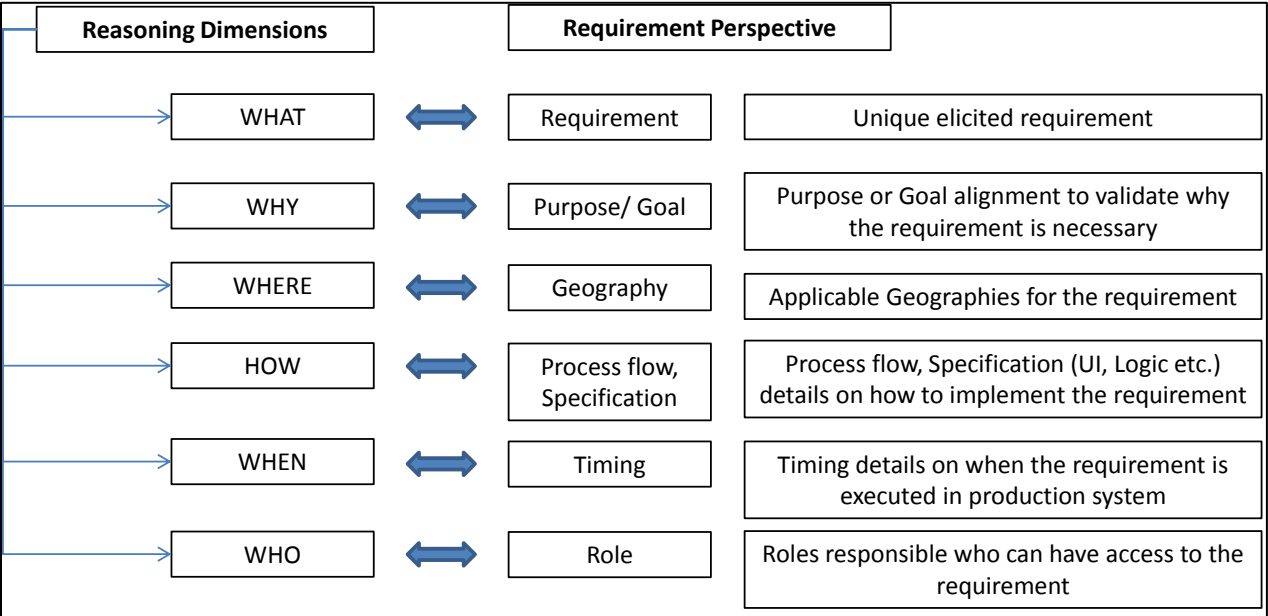 Reasoning Dimensions
Requirement Perspective
WHAT
Requirement
Unique elicited requirement
WHY
Purpose/ Goal
Purpose or Goal alignment to validate why
the requirement is necessary
WHERE
Geography
Applicable Geographies for the requirement
HOW
Process flow,
Specification
Process flow, Specification (UI, Logic etc.)
details on how to implement the requirement
WHEN
Timing
Timing details on when the requirement is
executed in production system
WHO
Role
Roles responsible who can have access to the
requirement